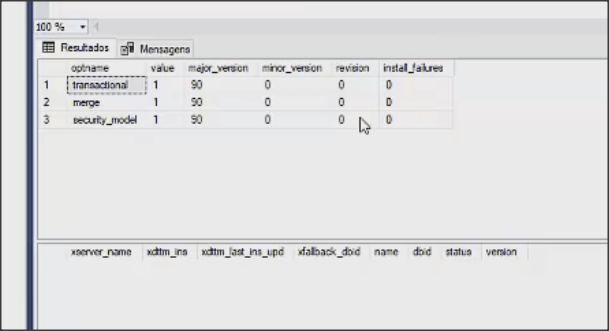 100 %
Resultados Mensagens
optname value major_version minor_version revision install_failures
1 transactional 1 90 0 0 0
2 merge 1 90 0 0 0
3 security_model 1 90 0 0 0
xserver_name xdttm_ins xdttm_last_ins_upd xfallback_dbid name dbid status version